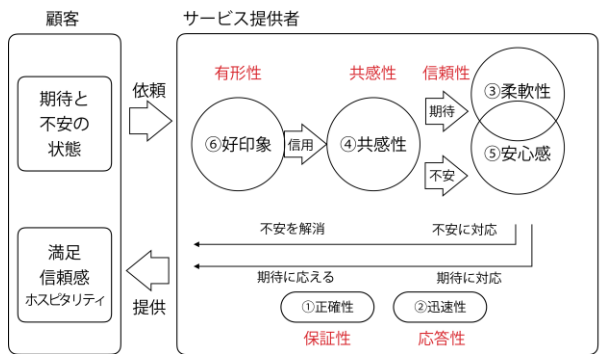 顧客
サービス提供者
期待と
不安の
状態
依頼
有形性
共感性
信頼性
⑥好印象
信用
④共感性
期待
不安
③柔軟性
⑤安心感
満足
信頼感
ホスピタリティ
提供
不安を解消
不安に対応
期待に応える
期待に対応
①正確性
②迅速性
保証性
応答性